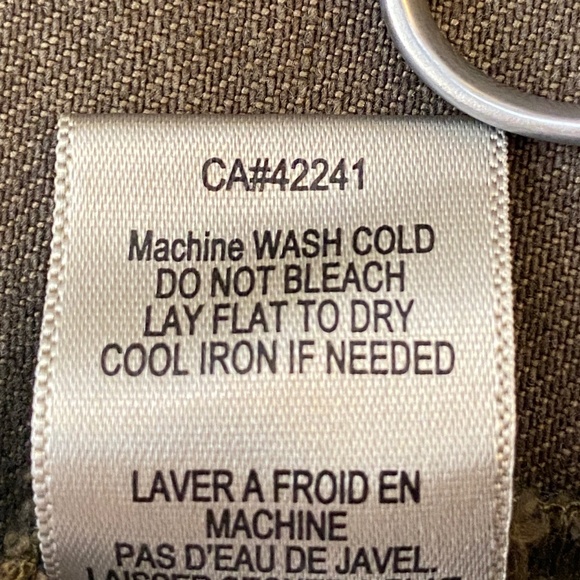 CA#42241
Machine WASH COLD
DO NOT BLEACH
LAY FLAT TO DRY
COOL IRON IF NEEDED
LAVER A FROID EN
MACHINE
PAS D'EAU DE JAVEL.